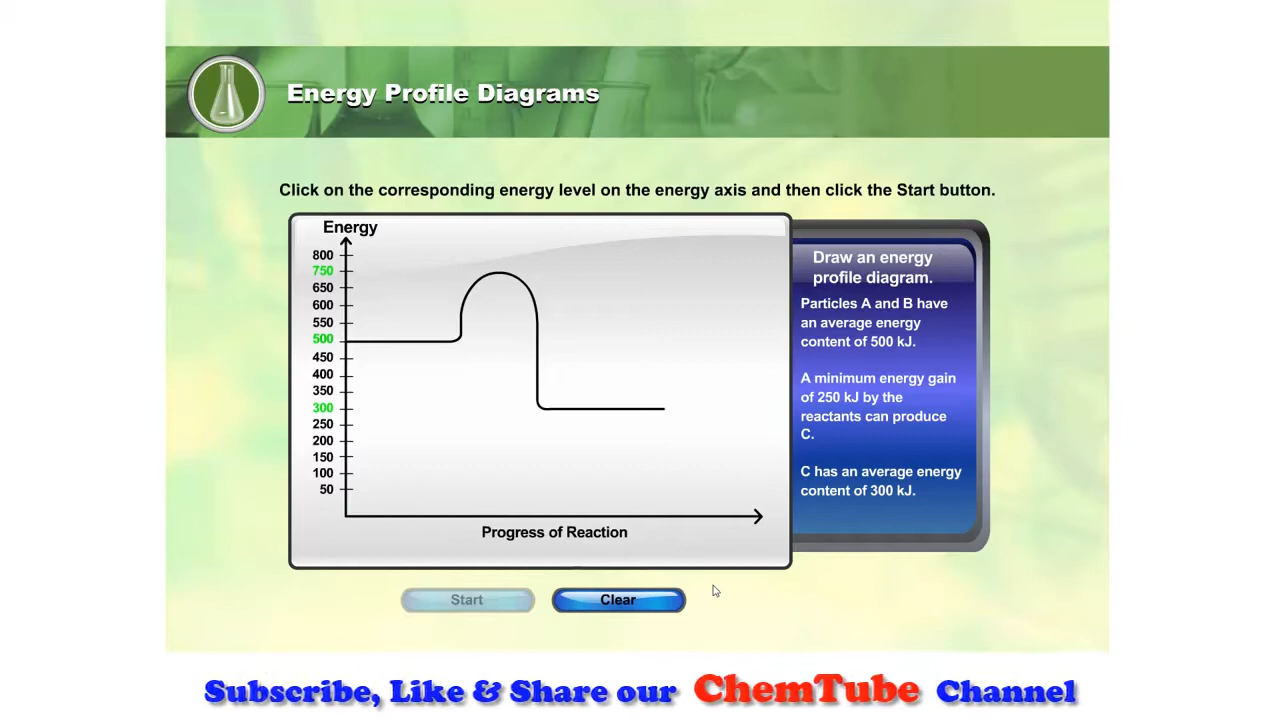 Energy Profile Diagrams
Click on the corresponding energy level on the energy axis and then click the Start button.
Energy
800
750
650
600
550
500
450
400
350
300
250
200
150
100
50
Progress of Reaction
Draw an energy
profile diagram.
Particles A and B have
an average energy
content of 500 kJ.
A minimum energy gain
of 250 kJ by the
reactants can produce
C.
C has an average energy
content of 300 kJ.
Start
Clear
Subscribe, Like & Share our ChemTube Channel